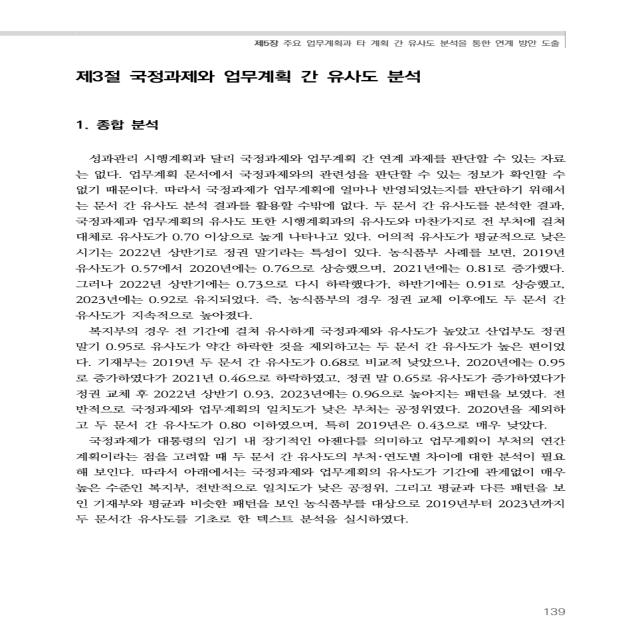 제5장 주요 업무계획과 타 계획 간 유사도 분석을 통한 연계 방안 도출
제3절 국정과제와 업무계획 간 유사도 분석
1. 종합 분석
성과관리 시행계획과 달리 국정과제와 업무계획 간 연계 과제를 판단할 수 있는 자료
는 없다. 업무계획 문서에서 국정과제와의 관련성을 판단할 수 있는 정보가 확인할 수
없기 때문이다. 따라서 국정과제가 업무계획에 얼마나 반영되었는지를 판단하기 위해서
는 문서 간 유사도 분석 결과를 활용할 수밖에 없다. 두 문서 간 유사도를 분석한 결과,
국정과제와 업무계획의 유사도 또한 시행계획과의 유사도와 마찬가지로 전 부처에 걸쳐
대체로 유사도가 0.70 이상으로 높게 나타나고 있다. 어의적 유사도가 평균적으로 낮은
시기는 2022년 상반기로 정권 말기라는 특성이 있다. 농림부 사례를 보면, 2019년
유사도가 0.57에서 2020년에는 0.76으로 상승했으며, 2021년에는 0.81로 증가했다.
그러나 2022년 상반기에는 0.73으로 다시 하락했다가, 하반기에는 0.91로 상승했고,
2023년에는 0.92로 유지되었다. 즉, 농식품부의 경우 정권 교체 이후에도 두 문서 간
유사도가 지속적으로 높아졌다.
복지부의 경우 전 기간에 걸쳐 유사하게 국정과제와 유사도가 높았고 산업부도 정권
말기 0.95로 유사도가 약간 하락한 것을 제외하고는 두 문서 간 유사도가 높은 편이었
다. 기재부는 2019년 두 문서 간 유사도가 0.68로 비교적 낮았으나, 2020년에는 0.95
로 증가하였다가 2021년 0.46으로 하락하였고, 정권 말 0.65로 유사도가 증가하였다가
정권 교체 후 2022년 상반기 0.93, 2023년에는 0.96으로 높아지는 패턴을 보였다. 전
반적으로 국정과제와 업무계획의 일치도가 낮은 부처는 공정위였다. 2020년을 제외하
고 두 문서 간 유사도가 0.80 이하였으며, 특히 2019년은 0.43으로 매우 낮았다.
국정과제가 대통령의 임기 내 장기적인 아젠다를 의미하고 업무계획이 부처의 연간
계획이라는 점을 고려할 때 두 문서 간 유사도의 부처·연도별 차이에 대한 분석이 필요
해 보인다. 따라서 아래에서는 국정과제와 업무계획의 유사도가 기간에 관계없이 매우
높은 수준인 복지부, 전반적으로 일치도가 낮은 공정위, 그리고 평균과 다른 패턴을 보
인 기재부와 평균과 비슷한 패턴을 보인 농식품부를 대상으로 2019년부터 2023년까지
두 문서간 유사도를 기초로 한 텍스트 분석을 실시하였다.
139